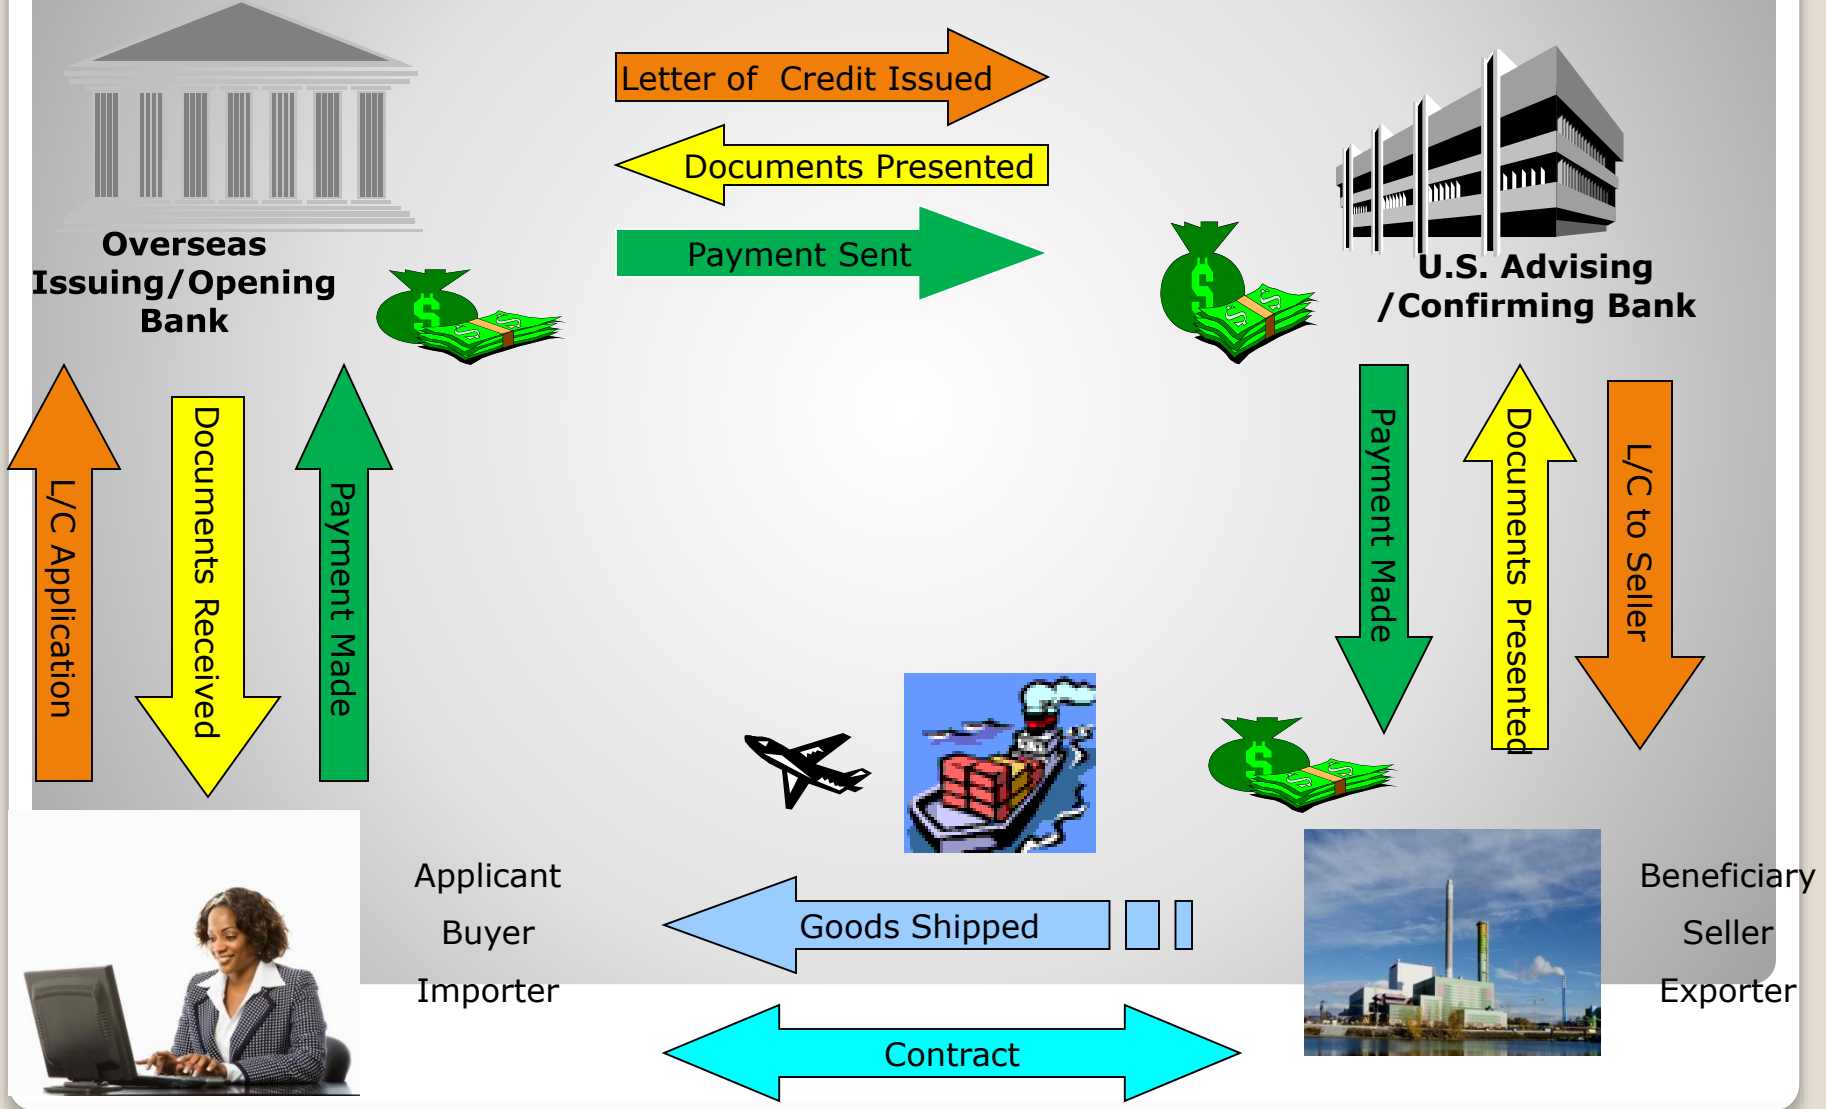 Letter of  Credit Issued
Documents Presented
Payment Sent
Overseas
Issuing/Opening
Bank
U.S. Advising
/Confirming Bank
L/C Application
Documents Received
Payment Made
Payment Made
Documents Presented
L/C to Seller
Applicant
Buyer
Importer
Goods Shipped
Contract
Beneficiary
Seller
Exporter